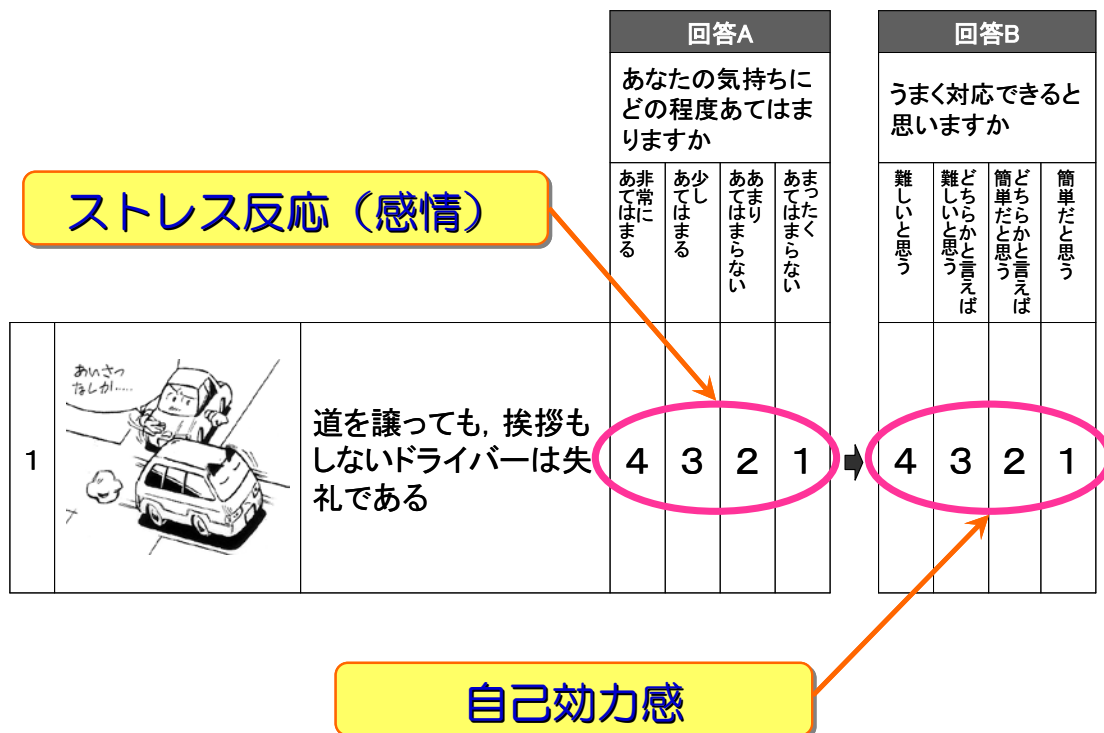 回答A
回答B
あなたの気持ちに
どの程度あてはま
りますか
うまく対応できると
思いますか
ストレス反応（感情）
非常に
あてはまる
少し
あてはまる
あまり
あてはまらない
まったく
あてはまらない
難しいと思う
どちらかと言えば
難しいと思う
どちらかと言えば
簡単だと思う
簡単だと思う
1
あいさつ
なしか……
道を譲っても，挨拶も
しないドライバーは失
礼である
4 3 2 1
4 3 2 1
自己効力感